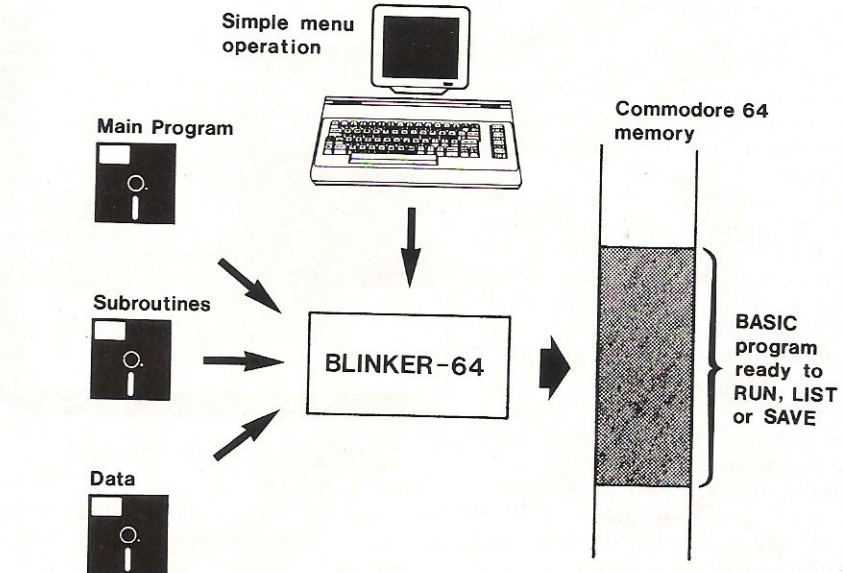 Simple menu
operation
Commodore 64
memory
Main Program
Subroutines
BLINKER-64
BASIC
program
ready to
RUN, LIST
or SAVE
Data